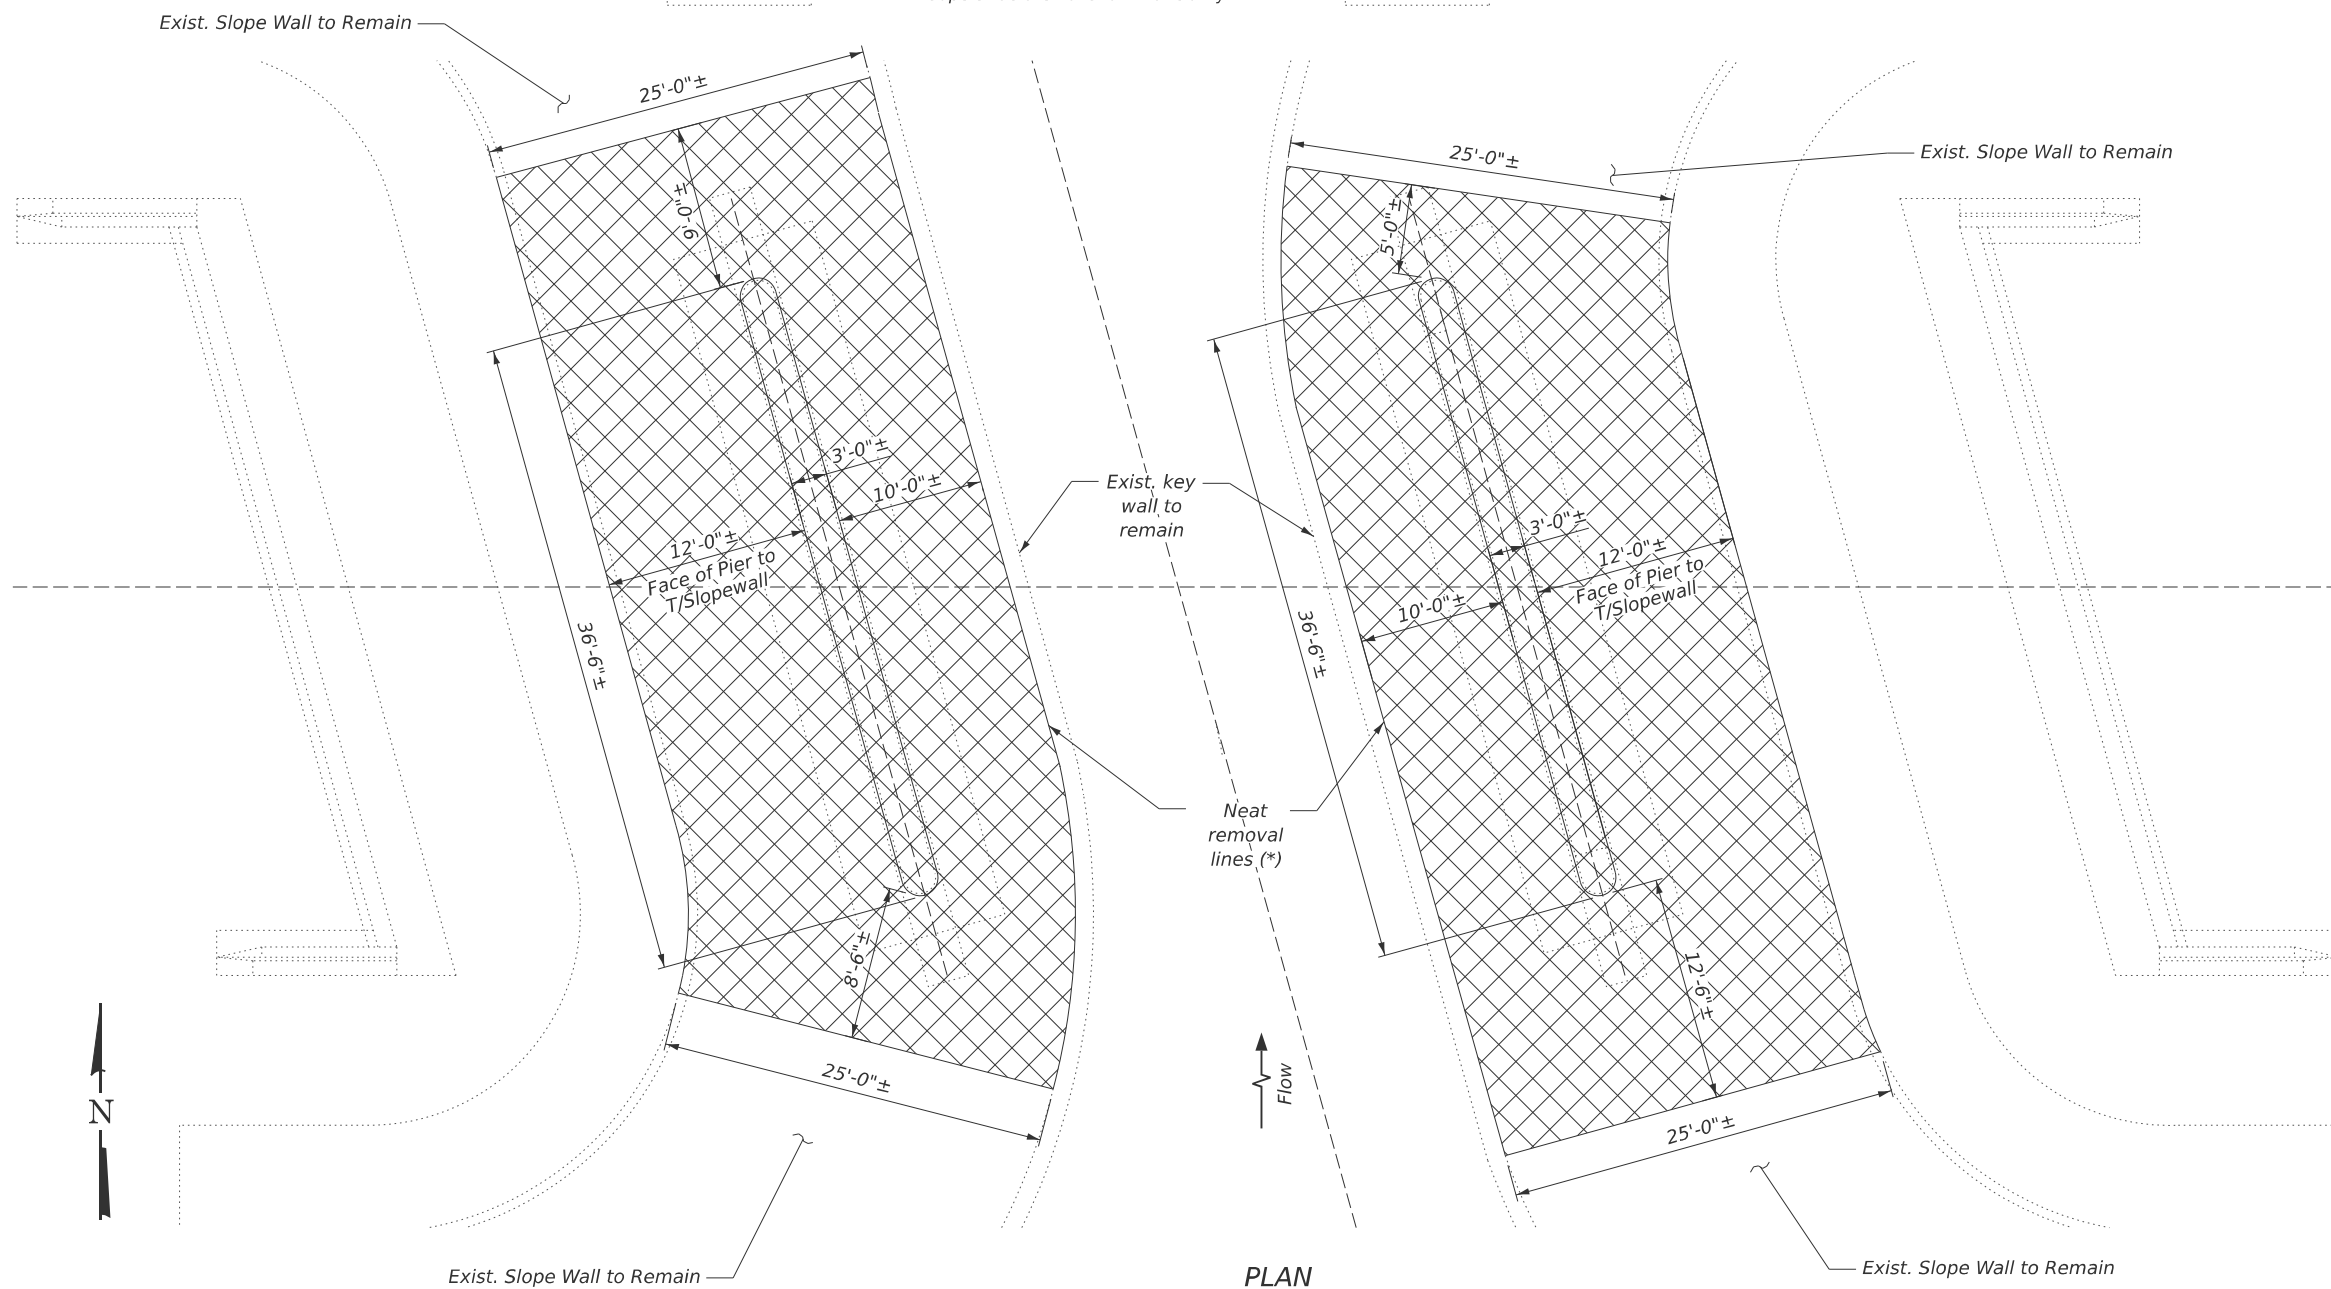 Exist. Slope Wall to Remain
25'-0"±
9'-0"±
25'-0"±
Exist. Slope Wall to Remain
5'-0"±
3'-0"±
10'-0"±
12'-0"±
Face of Pier to
T/Slopewall
36'-6"±
Exist. key
wall to
remain
3'-0"±
12'-0"±
Face of Pier to
T/Slopewall
10'-0"±
36'-6"±
Neat
removal
lines (*)
8'-6"±
12'-6"±
25'-0"±
25'-0"±
N
Flow
Exist. Slope Wall to Remain
PLAN
Exist. Slope Wall to Remain